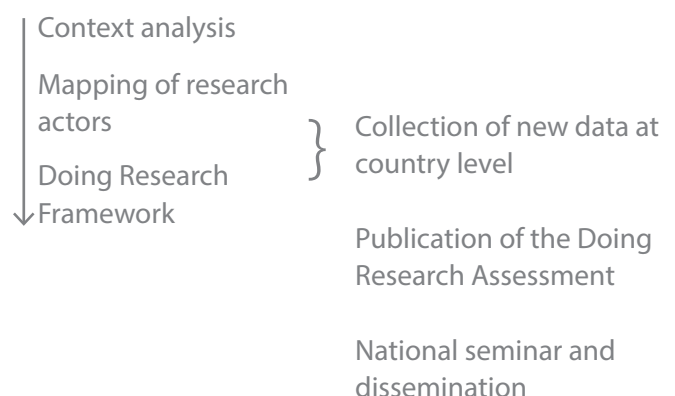 Context analysis
Mapping of research
actors
Doing Research
Framework
}
Collection of new data at
country level
Publication of the Doing
Research Assessment
National seminar and
dissemination